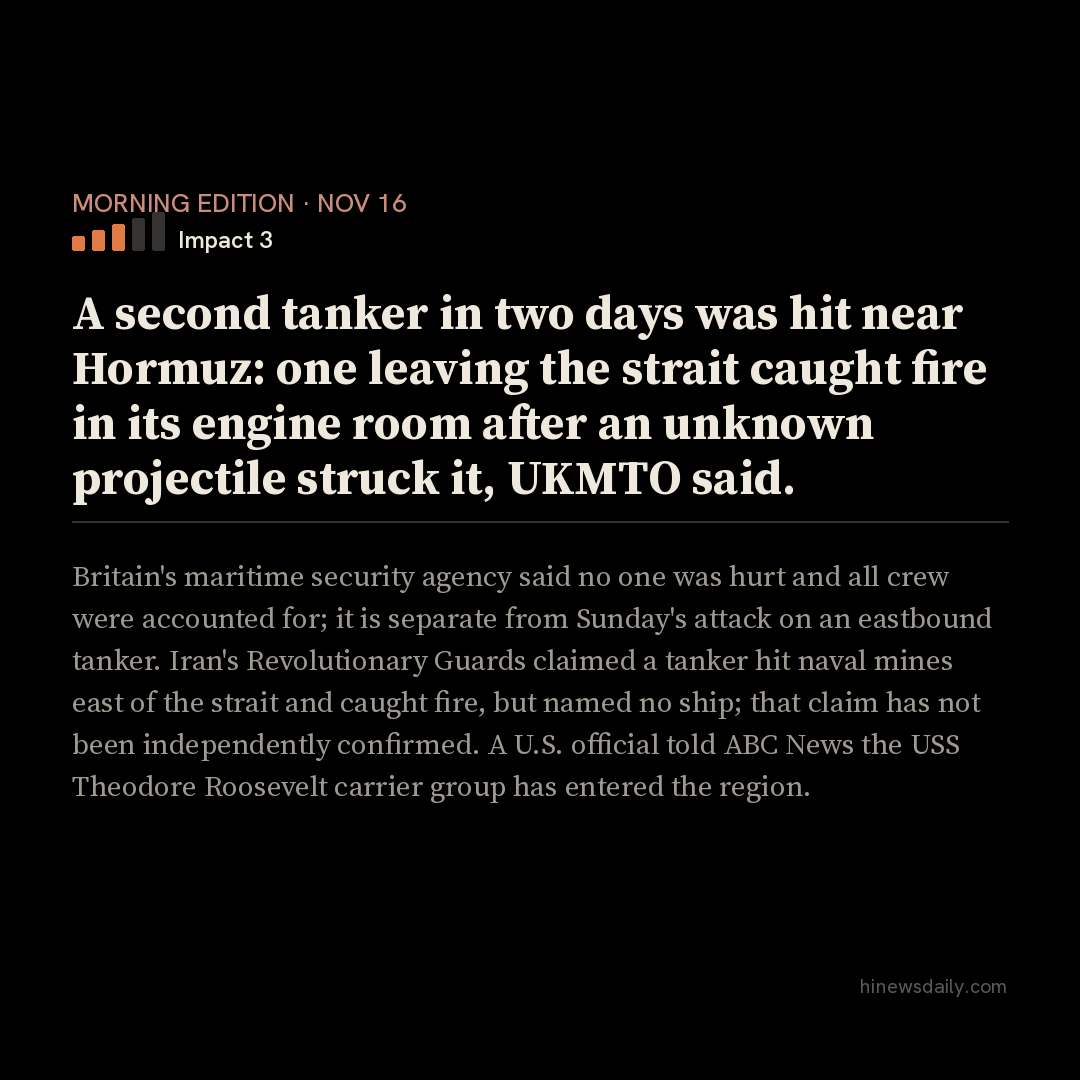 MORNING EDITION · NOV 16
Impact 3
A second tanker in two days was hit near
Hormuz: one leaving the strait caught fire
in its engine room after an unknown
projectile struck it, UKMTO said.
Britain's maritime security agency said no one was hurt and all crew
were accounted for; it is separate from Sunday's attack on an eastbound
tanker. Iran's Revolutionary Guards claimed a tanker hit naval mines
east of the strait and caught fire, but named no ship; that claim has not
been independently confirmed. A U.S. official told ABC News the USS
Theodore Roosevelt carrier group has entered the region.
hinewsdaily.com